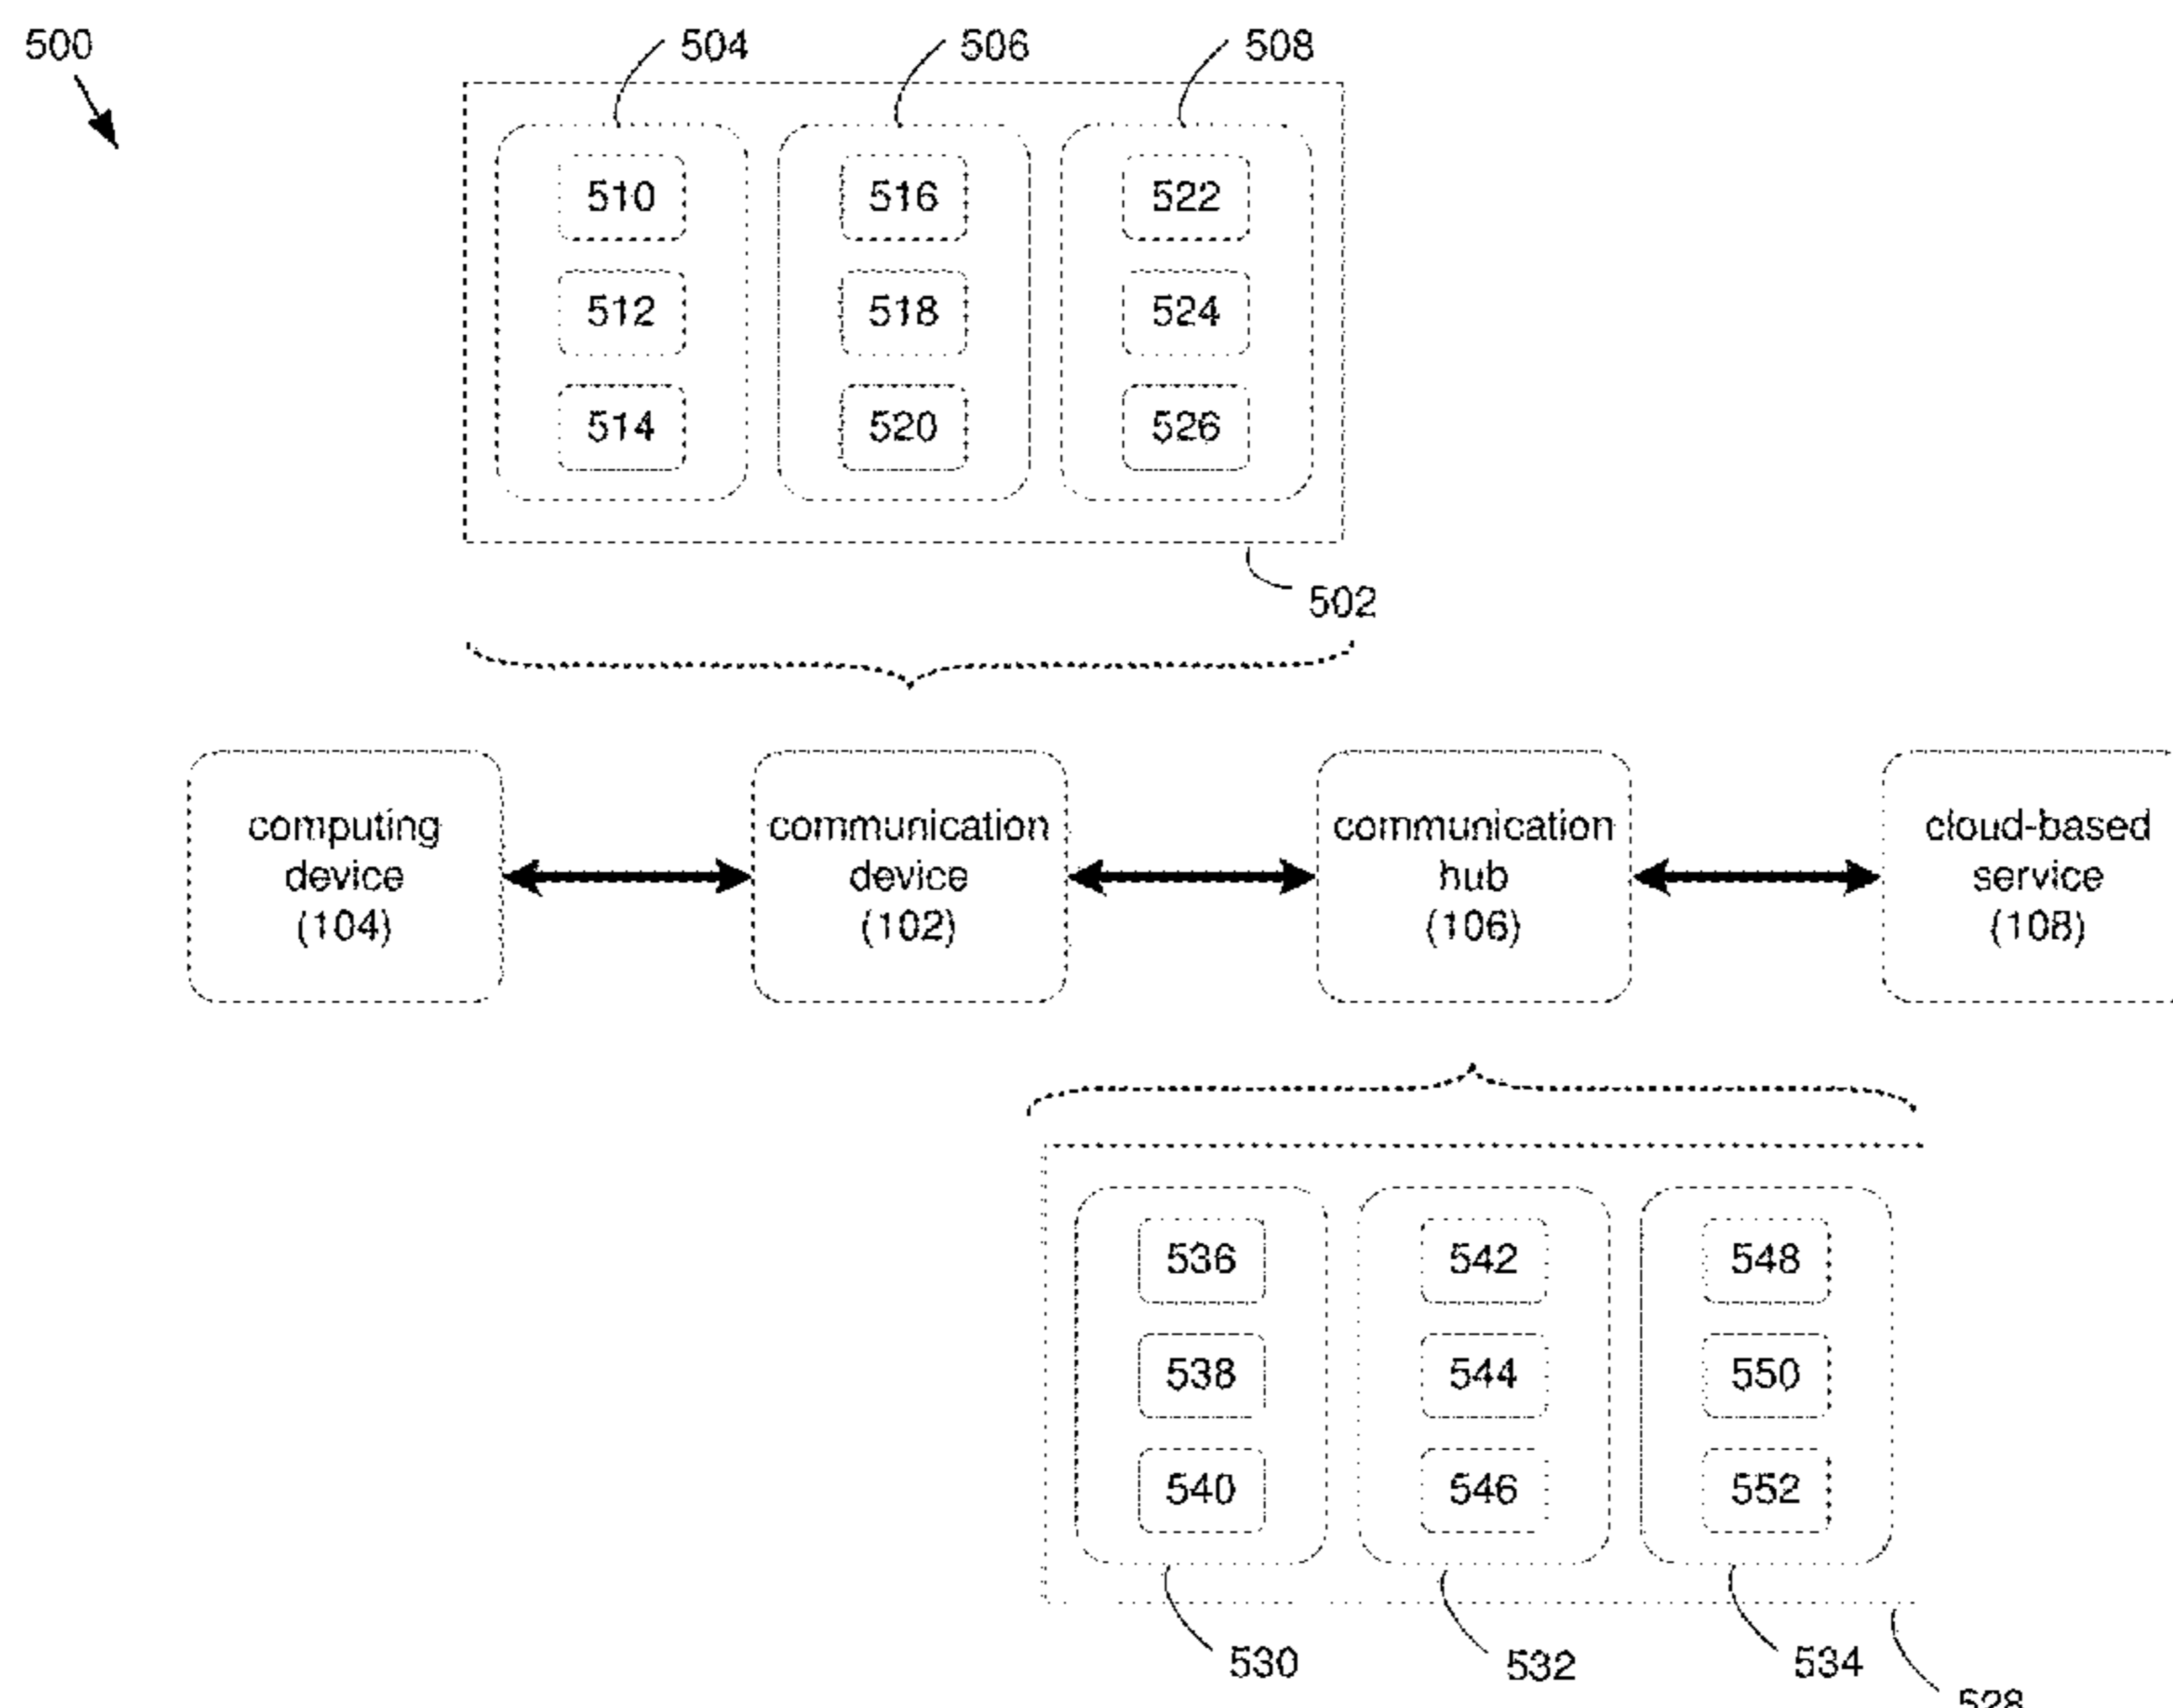 500
504 506 508
510 516 522
512 518 524
514 520 526
502
computing communication communication cloud-based
device device hub service
(104) (102) (106) (108)
536 542 548
538 544 550
540 546 552
530 532 534
528